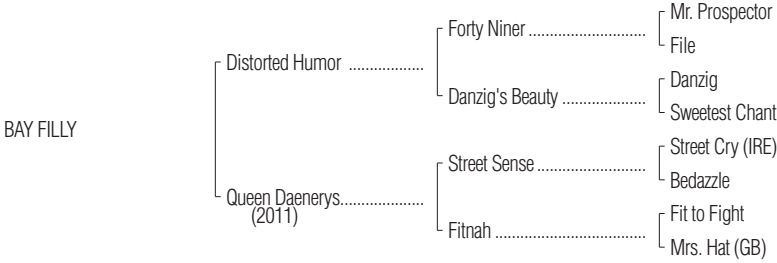 Mr. Prospector
Forty Niner ............................
File
Distorted Humor ..................
Danzig
Danzig's Beauty ....................
Sweetest Chant
BAY FILLY
Street Cry (IRE)
Street Sense ..........................
Bedazzle
Queen Daenerys....................
(2011)
Fit to Fight
Fitnah ....................................
Mrs. Hat (GB)